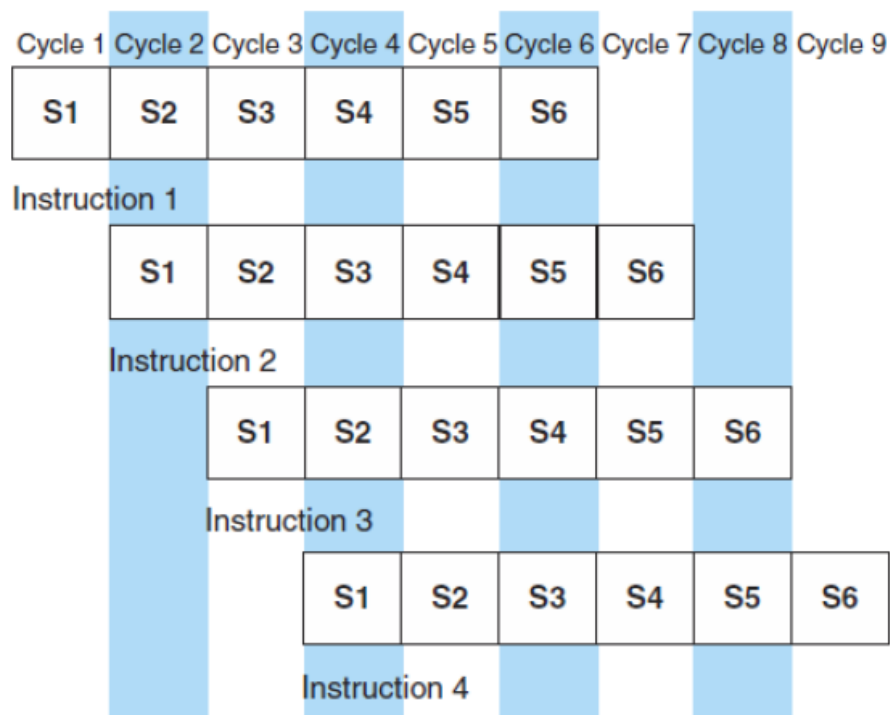 Cycle 1 Cycle 2 Cycle 3 Cycle 4 Cycle 5 Cycle 6 Cycle 7 Cycle 8 Cycle 9
S1 S2 S3 S4 S5 S6
Instruction 1
S1 S2 S3 S4 S5 S6
Instruction 2
S1 S2 S3 S4 S5 S6
Instruction 3
S1 S2 S3 S4 S5 S6
Instruction 4